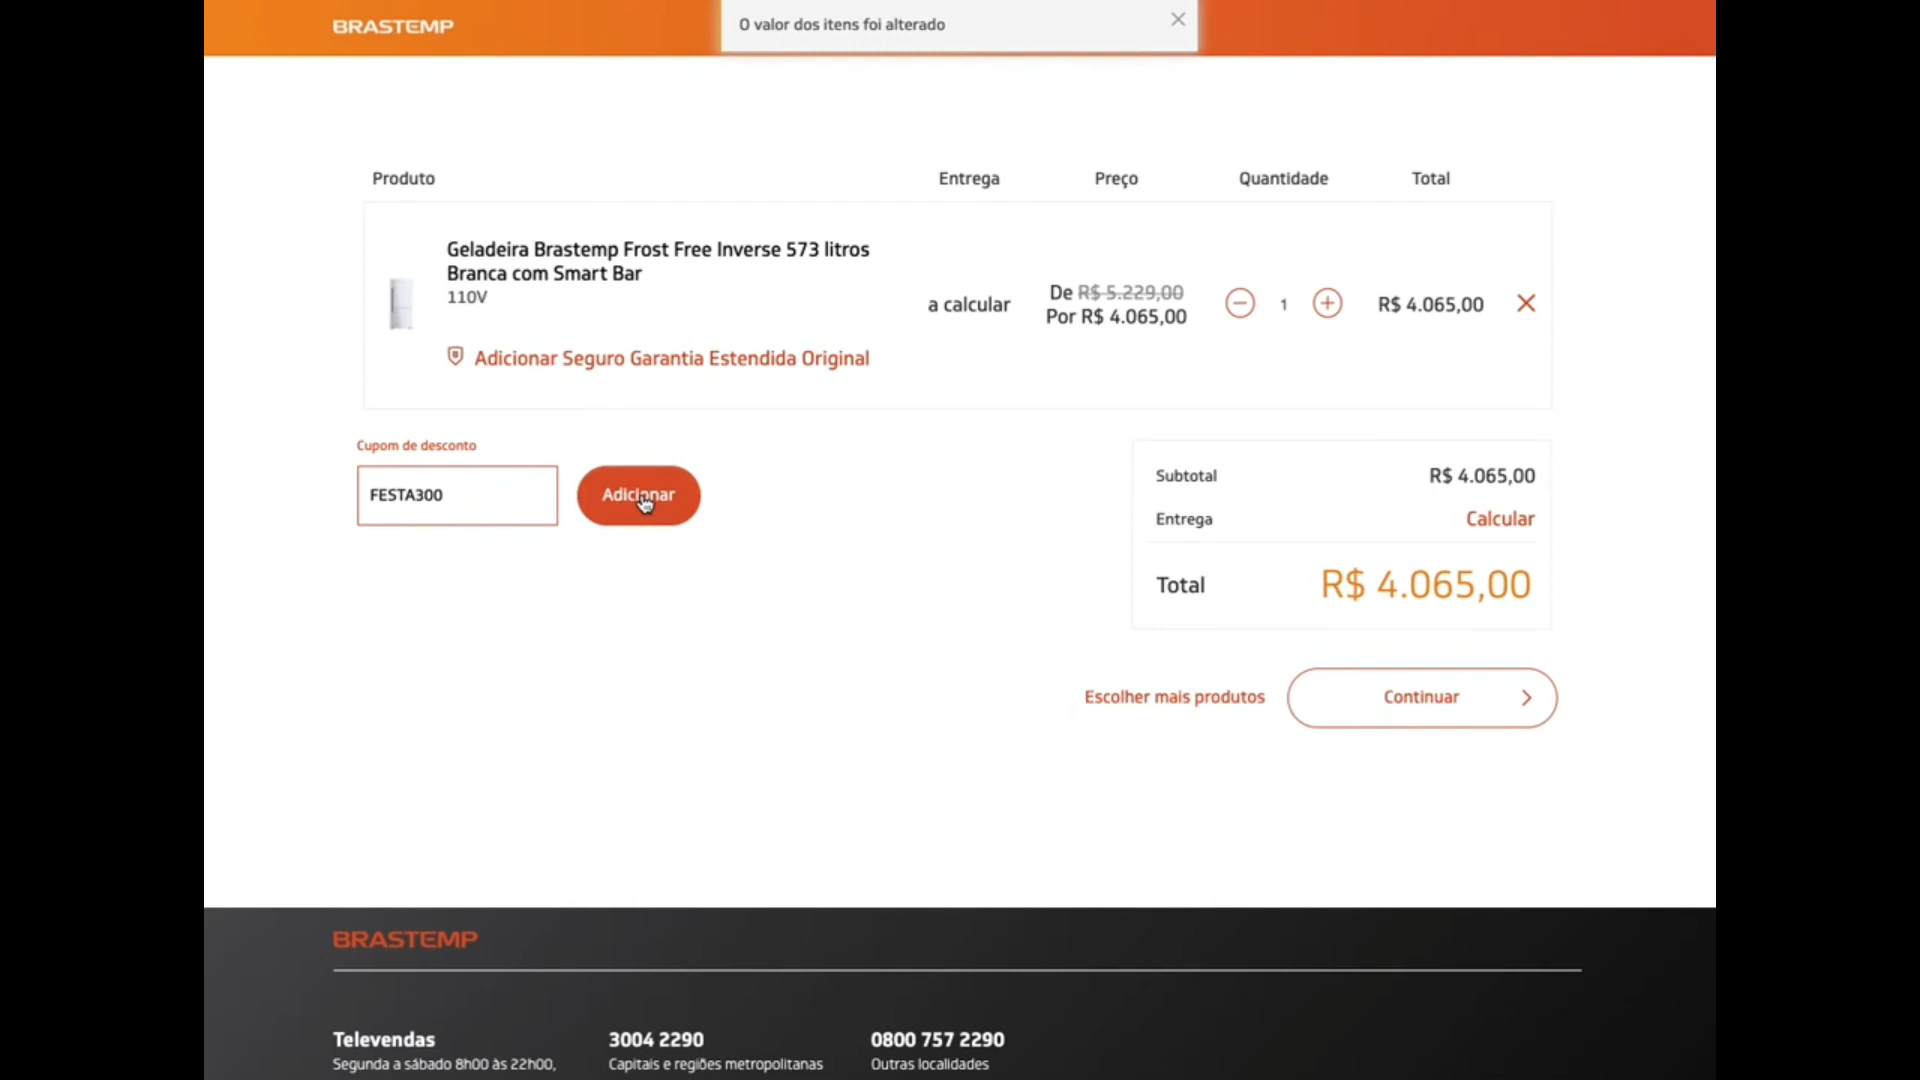 BRASTEMP
O valor dos itens foi alterado
Produto
Entrega
Preço
Quantidade
Total
Geladeira Brastemp Frost Free Inverse 573 litros
Branca com Smart Bar
110V
a calcular
De R$ 5.229,00
Por R$ 4.065,00
1
R$ 4.065,00
Adicionar Seguro Garantia Estendida Original
Cupom de desconto
FESTA300
Adicionar
Subtotal
R$ 4.065,00
Entrega
Calcular
Total
R$ 4.065,00
Escolher mais produtos
Continuar
BRASTEMP
Televendas
3004 2290
0800 757 2290
Segunda a sábado 8h00 às 22h00,
Capitais e regiões metropolitanas
Outras localidades